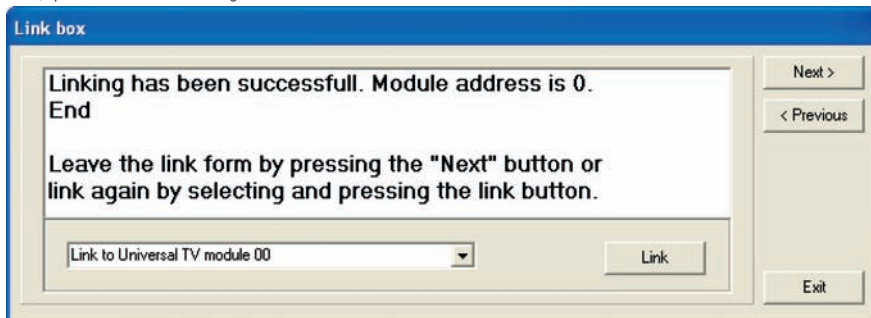 Link box
Linking has been successfull. Module address is 0.
End
Leave the link form by pressing the "Next" button or
link again by selecting and pressing the link button.
Link to Universal TV module 00
Link
Next >
< Previous
Exit